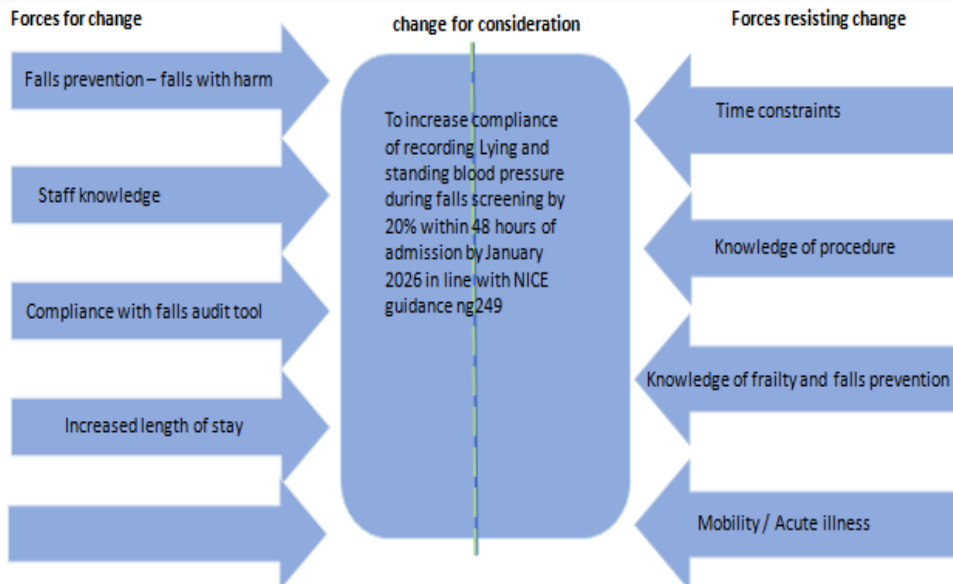 Forces for change
change for consideration
Forces resisting change
Falls prevention – falls with harm
Staff knowledge
Compliance with falls audit tool
Increased length of stay
To increase compliance
of recording Lying and
standing blood pressure
during falls screening by
20% within 48 hours of
admission by January
2026 in line with NICE
guidance ng249
Time constraints
Knowledge of procedure
Knowledge of frailty and falls prevention
Mobility / Acute illness